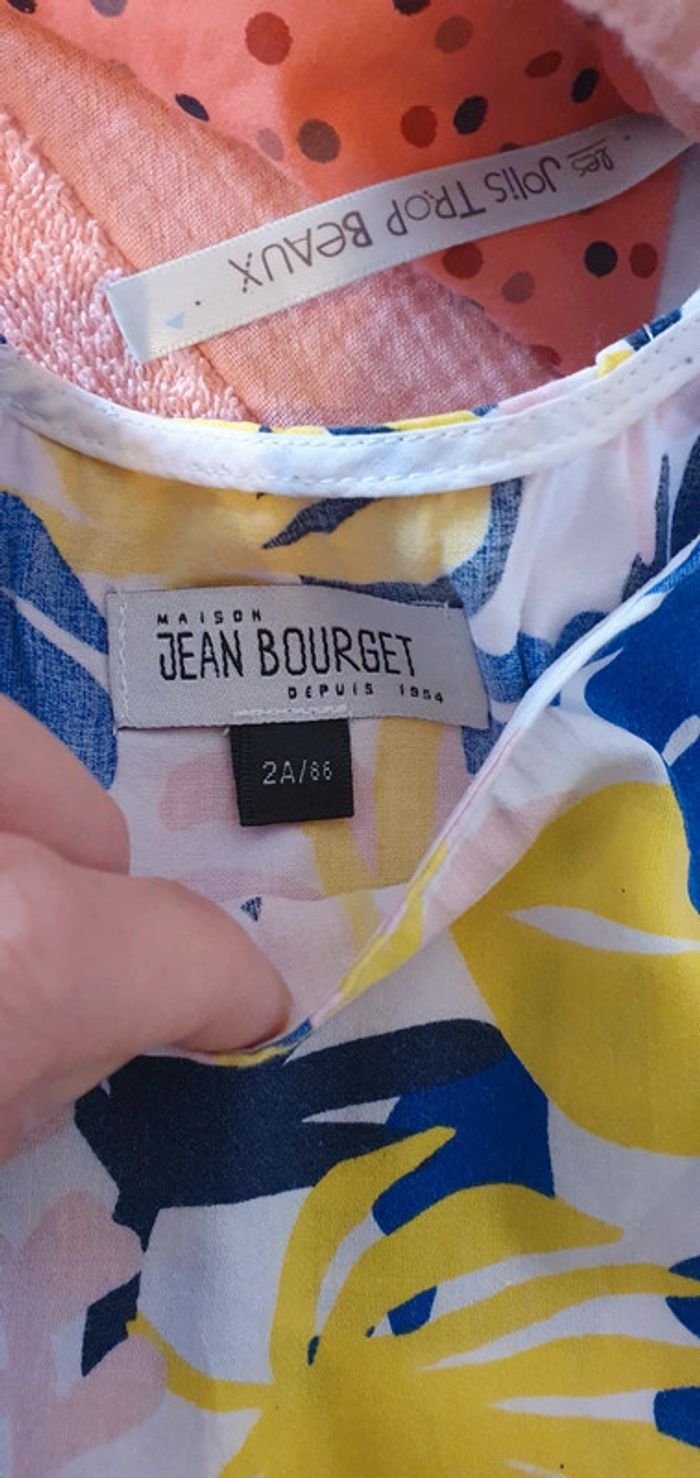 Les Jolis TROP BEAUX
MAISON
JEAN BOURGET
DEPUIS 1954
2A/86